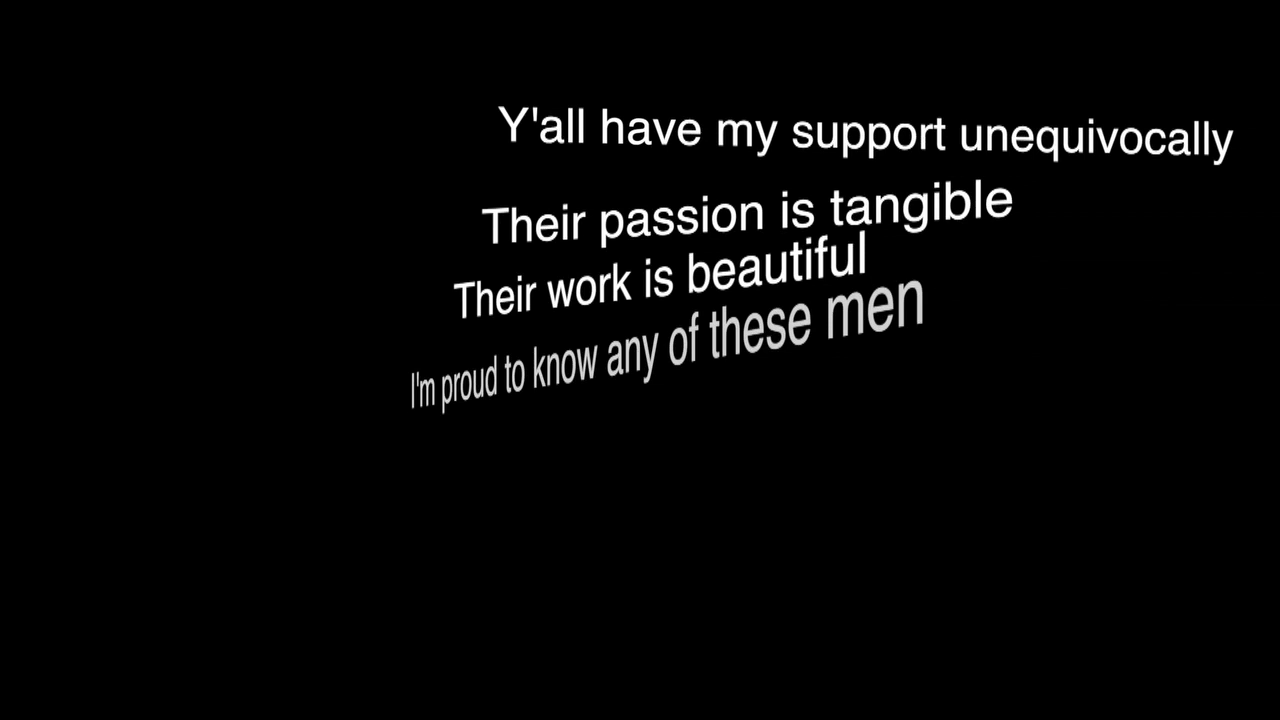 Y'all have my support unequivocally
Their passion is tangible
Their work is beautiful
I'm proud to know any of these men